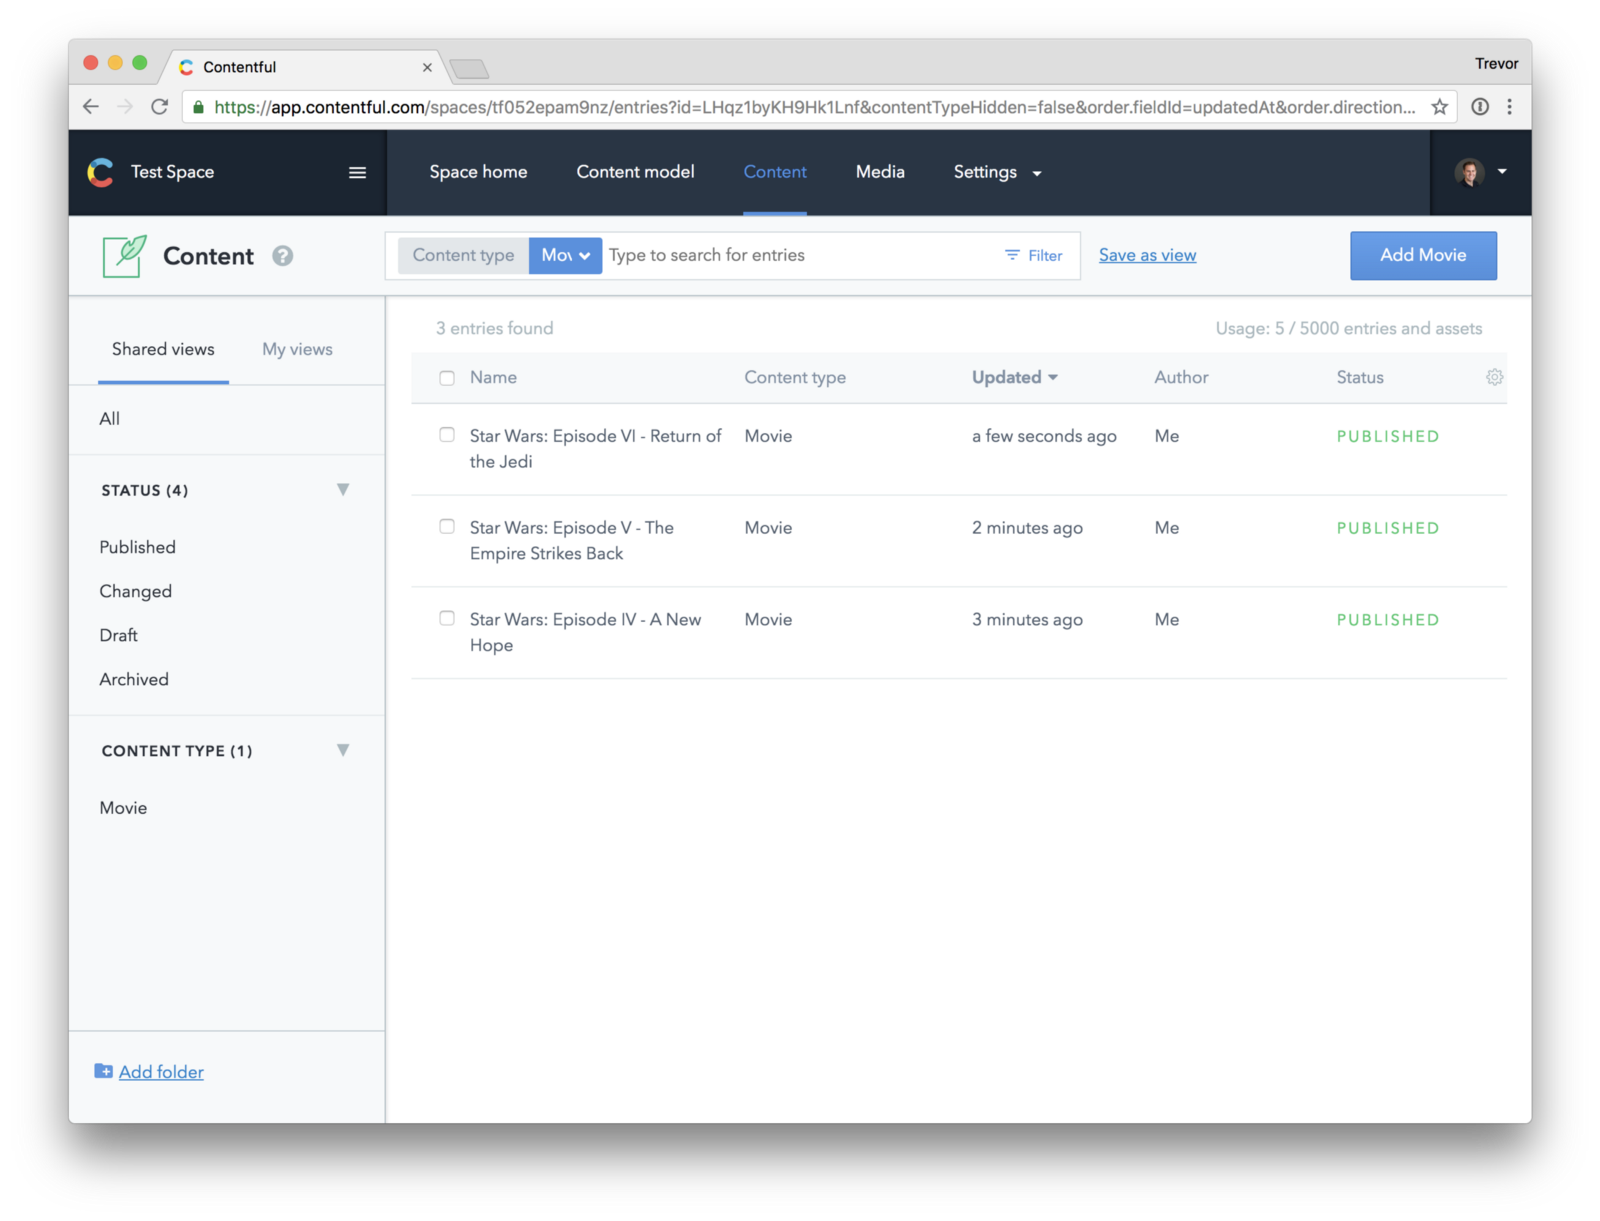 Contentful
Trevor
https://app.contentful.com/spaces/tf052epam9nz/entries?id=LHqz1byKH9Hk1Lnf&contentTypeHidden=false&order.fieldId=updatedAt&order.direction...
Test Space
Space home
Content model
Content
Media
Settings
Content
?
Content type
Mov
Type to search for entries
Filter
Save as view
Add Movie
Shared views
My views
All
STATUS (4)
Published
Changed
Draft
Archived
CONTENT TYPE (1)
Movie
Add folder
3 entries found
Usage: 5 / 5000 entries and assets
Name
Content type
Updated
Author
Status
Star Wars: Episode VI - Return of
the Jedi
Movie
a few seconds ago
Me
PUBLISHED
Star Wars: Episode V - The
Empire Strikes Back
Movie
2 minutes ago
Me
PUBLISHED
Star Wars: Episode IV - A New
Hope
Movie
3 minutes ago
Me
PUBLISHED